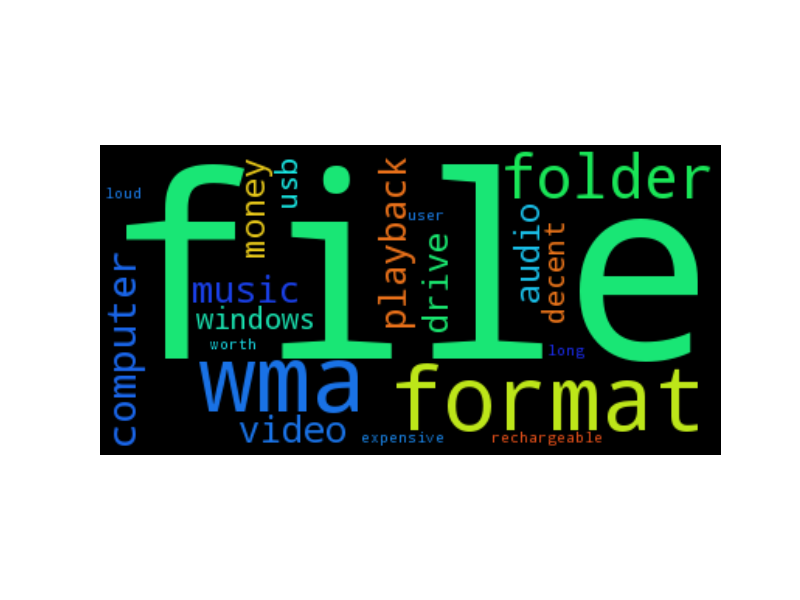 file
folder
format
wma
computer
playback
music
windows
video
drive
audio
decent
money
usb
loud
user
worth
long
expensive
rechargeable